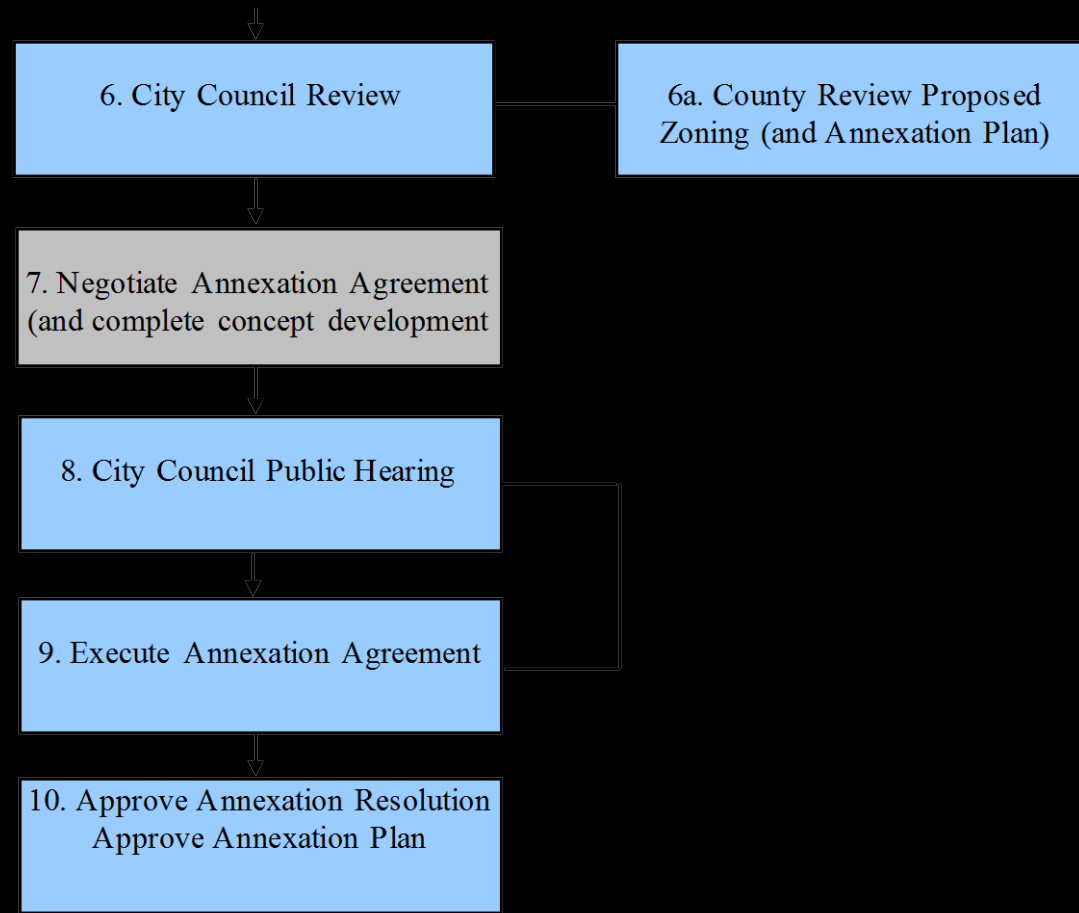 6. City Council Review
6a. County Review Proposed
Zoning (and Annexation Plan)
7. Negotiate Annexation Agreement
(and complete concept development
8. City Council Public Hearing
9. Execute Annexation Agreement
10. Approve Annexation Resolution
Approve Annexation Plan